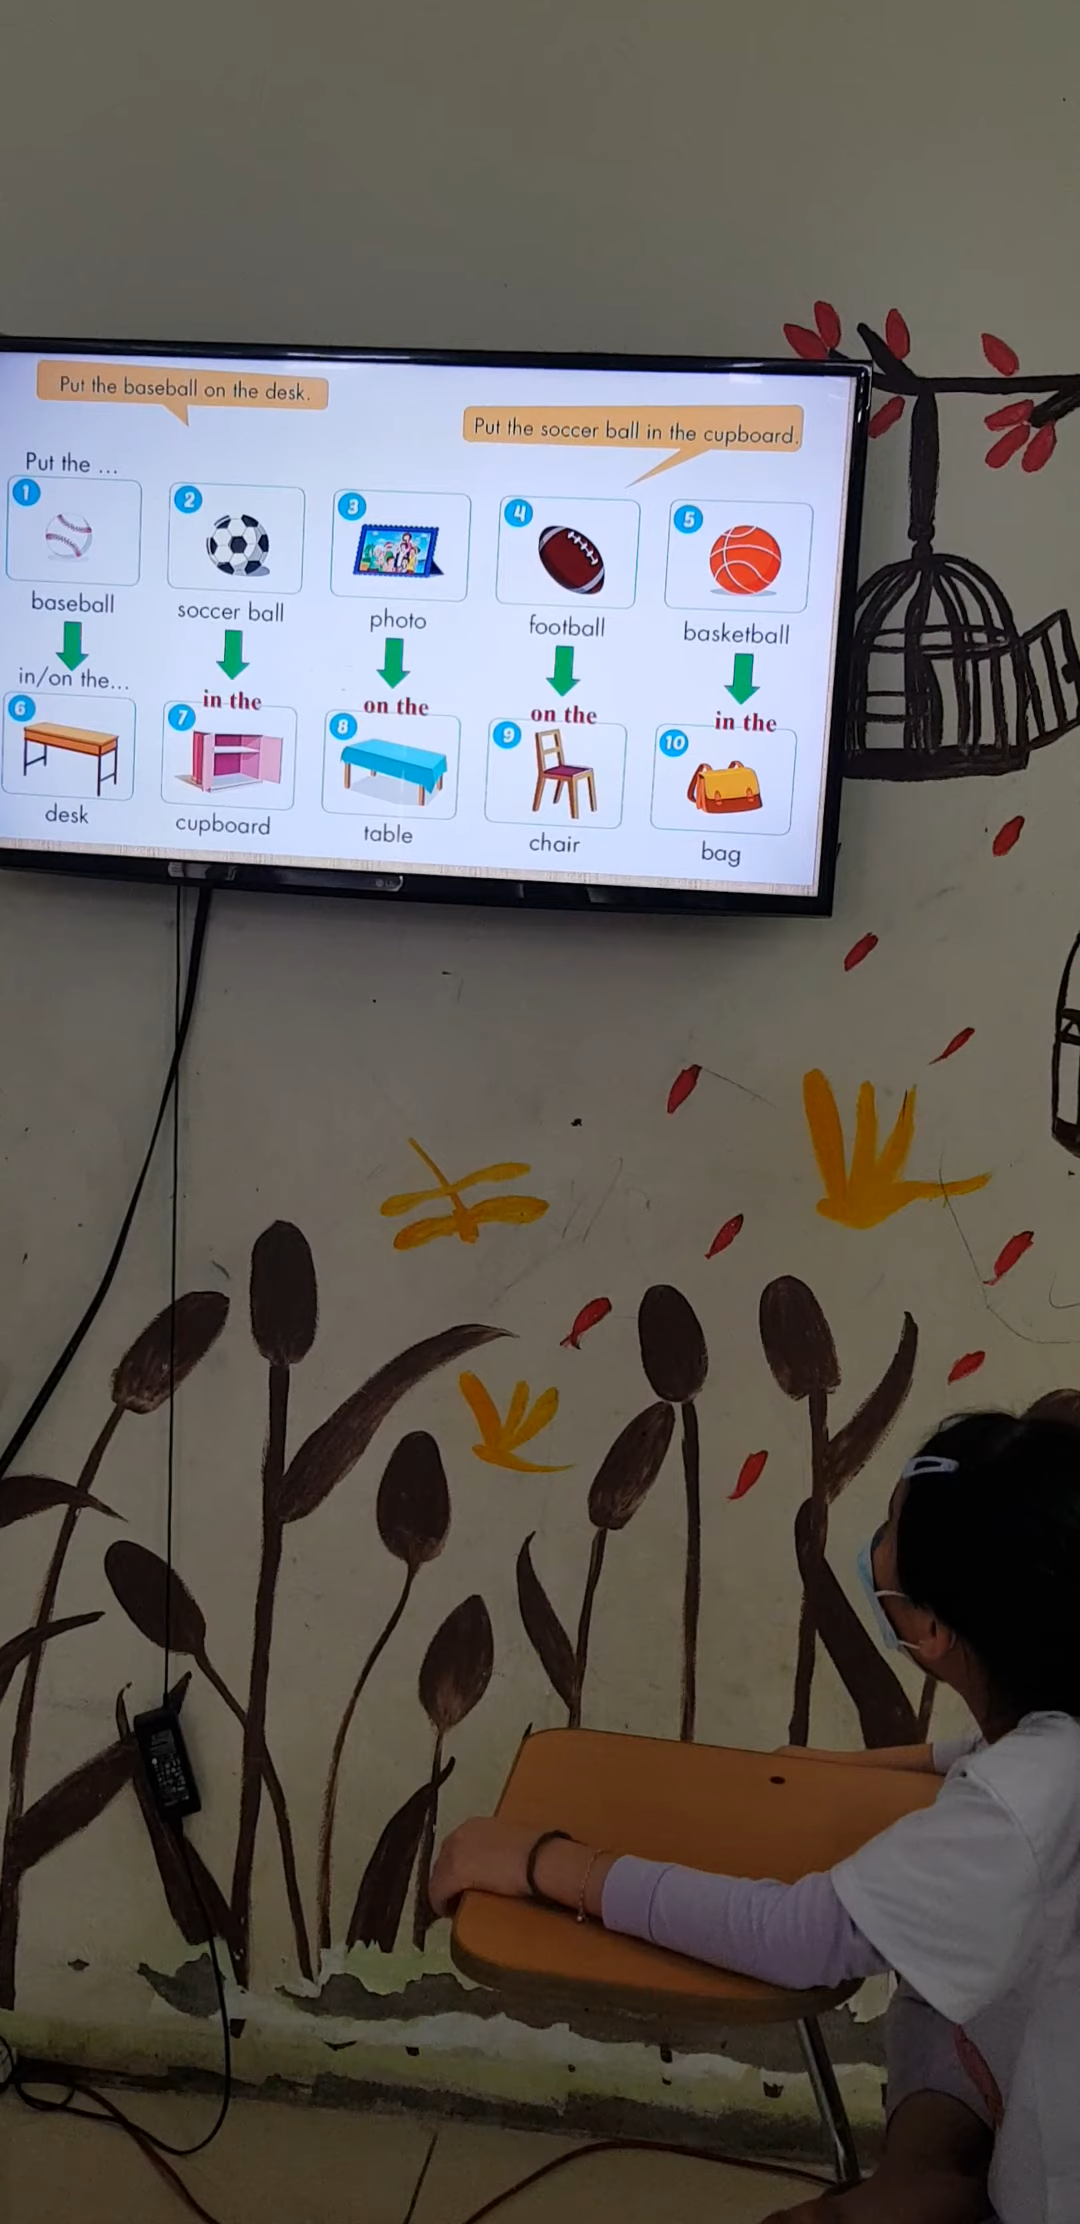 Put the baseball on the desk.
Put the soccer ball in the cupboard.
Put the ...
1 2 3 4 5
baseball soccer ball photo football basketball
in/on the... in the on the on the in the
6 7 8 9 10
desk cupboard table chair bag